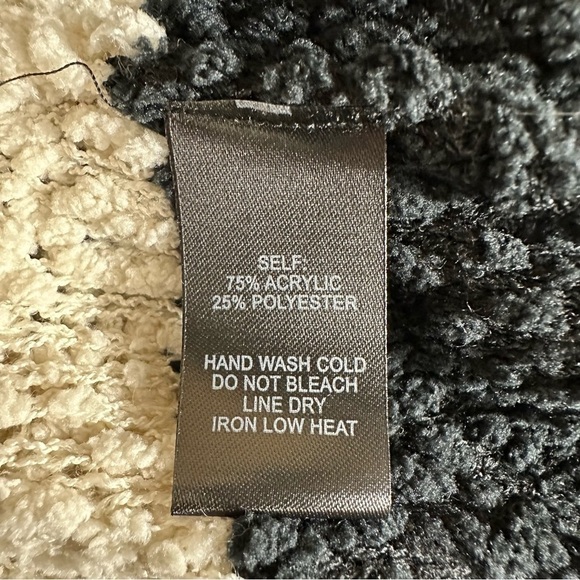 SELF:
75% ACRYLIC
25% POLYESTER
HAND WASH COLD
DO NOT BLEACH
LINE DRY
IRON LOW HEAT